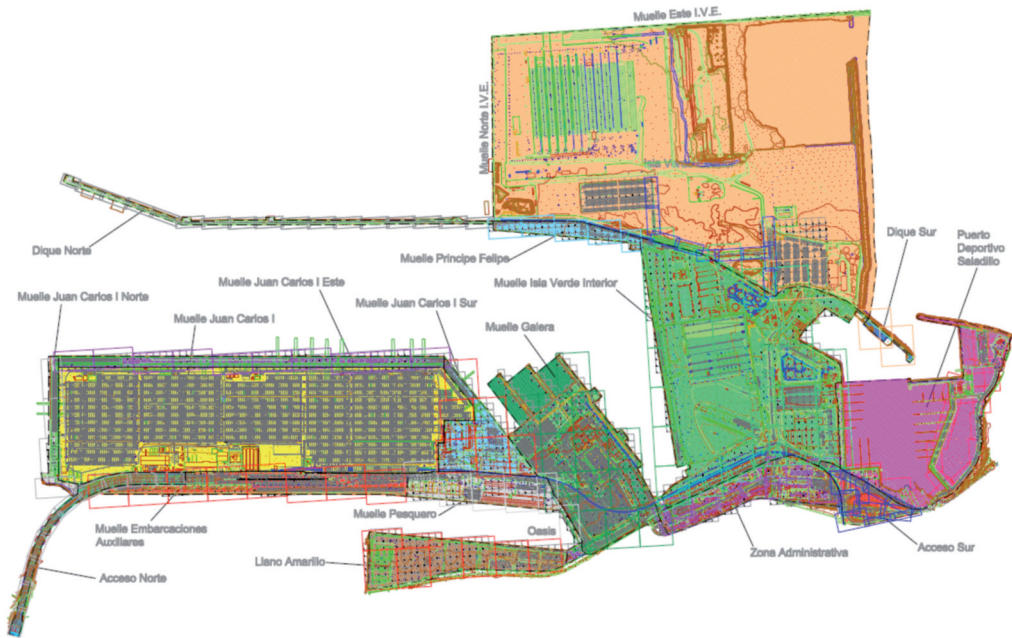 Muelle Este I.V.E.
Muelle Norte I.V.E.
Isla Verde
Dique Norte
Muelle Principe Felipe
Dique Sur
Puerto
Deportivo
Saladillo
Muelle Juan Carlos I Este
Muelle Isla Verde Interior
Muelle Juan Carlos I Norte
Muelle Juan Carlos I Sur
Muelle Juan Carlos I
Muelle Galera
Muelle Pesquero
Muelle Embarcaciones
Auxiliares
Oasis
Llano Amarillo
Zona Administrativa
Acceso Sur
Acceso Norte